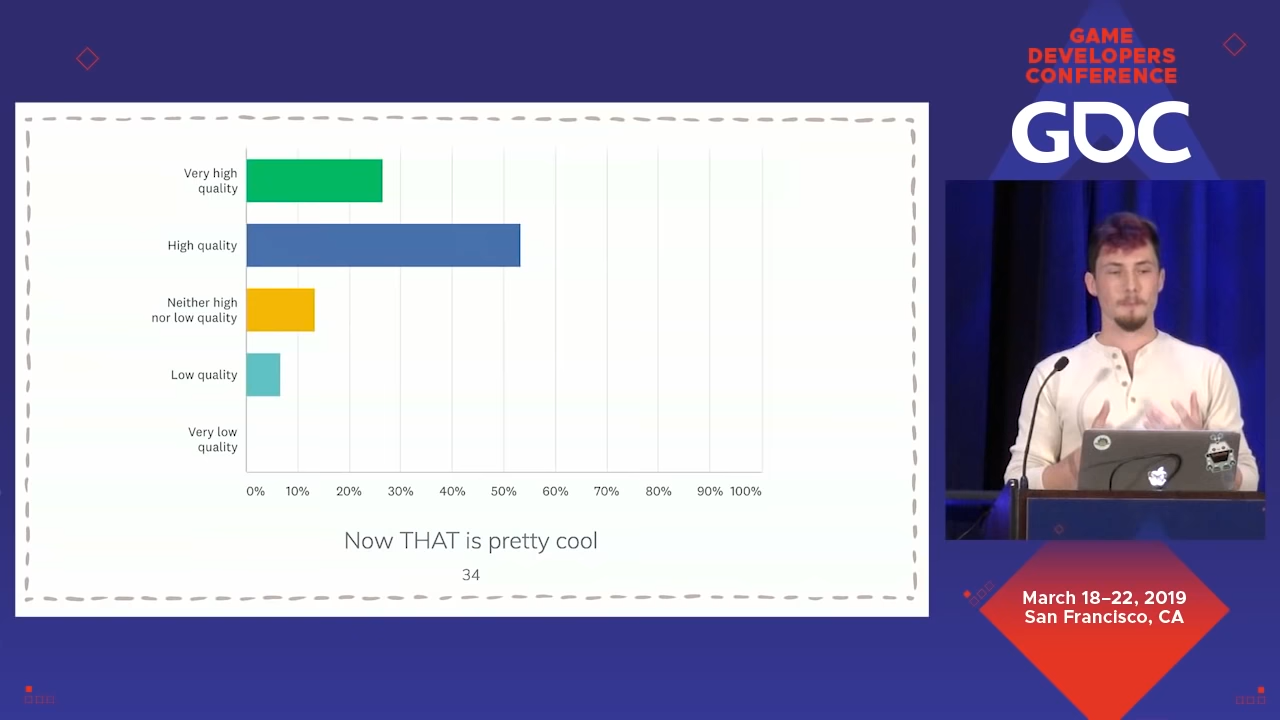 GAME
DEVELOPERS
CONFERENCE
GDC
Very high
quality
High quality
Neither high
nor low quality
Low quality
Very low
quality
0% 10% 20% 30% 40% 50% 60% 70% 80% 90% 100%
Now THAT is pretty cool
34
March 18–22, 2019
San Francisco, CA